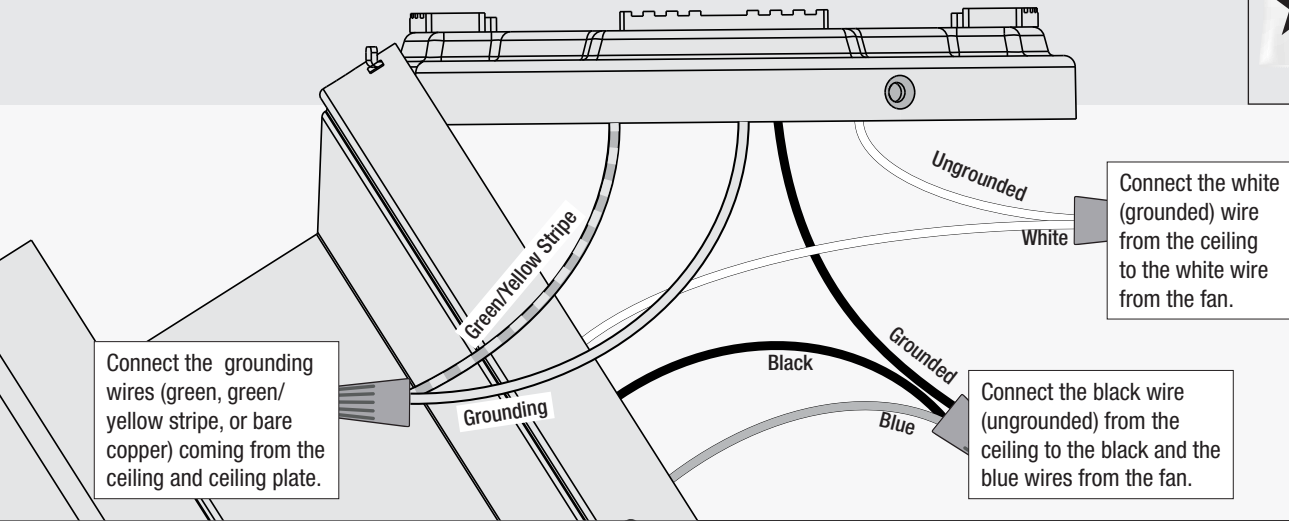 Ungrounded
White
Connect the white
(grounded) wire
from the ceiling
to the white wire
from the fan.
Green/Yellow Stripe
Grounding
Connect the grounding
wires (green, green/
yellow stripe, or bare
copper) coming from the
ceiling and ceiling plate.
Grounded
Black
Blue
Connect the black wire
(ungrounded) from the
ceiling to the black and the
blue wires from the fan.